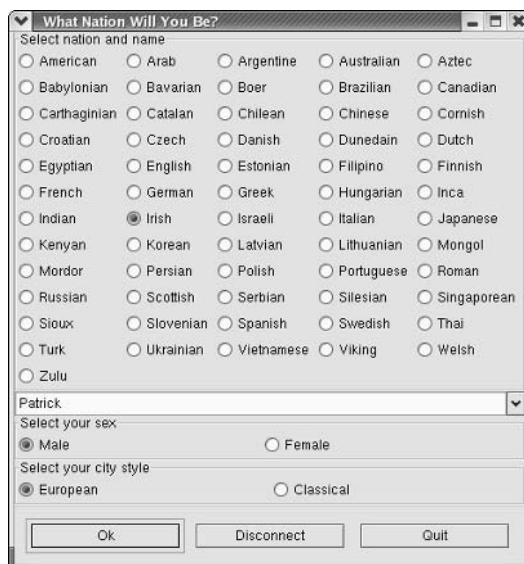 What Nation Will You Be?
Select nation and name
American Arab Argentine Australian Aztec
Babylonian Bavarian Boer Brazilian Canadian
Carthaginian Catalan Chilean Chinese Cornish
Croatian Czech Danish Dunedain Dutch
Egyptian English Estonian Filipino Finnish
French German Greek Hungarian Inca
Indian Irish Israeli Italian Japanese
Kenyan Korean Latvian Lithuanian Mongol
Mordor Persian Polish Portuguese Roman
Russian Scottish Serbian Silesian Singaporean
Sioux Slovenian Spanish Swedish Thai
Turk Ukrainian Vietnamese Viking Welsh
Zulu
Patrick
Select your sex
Male Female
Select your city style
European Classical
Ok Disconnect Quit